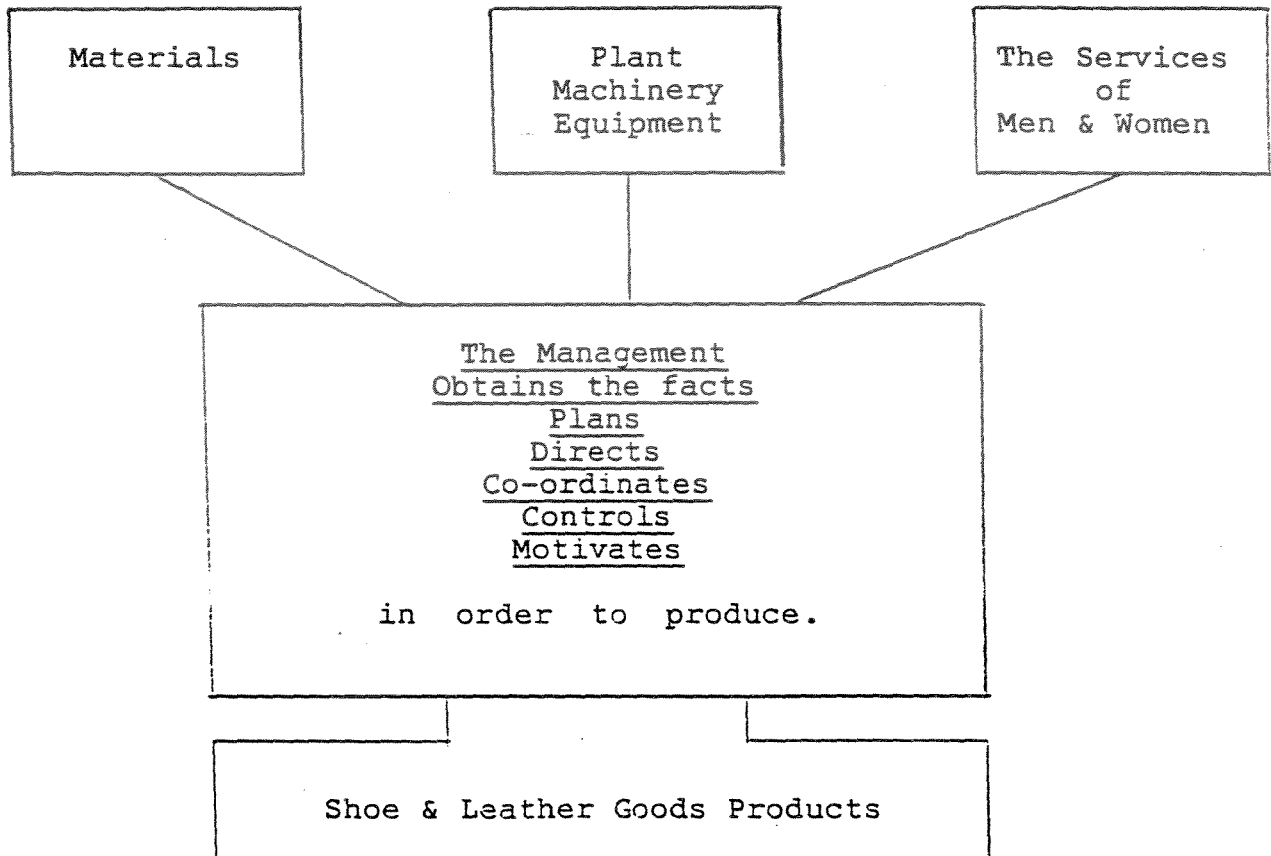 Materials
Plant
Machinery
Equipment
The Services
of
Men & Women
The Management
Obtains the facts
Plans
Directs
Co-ordinates
Controls
Motivates
in order to produce.
Shoe & Leather Goods Products